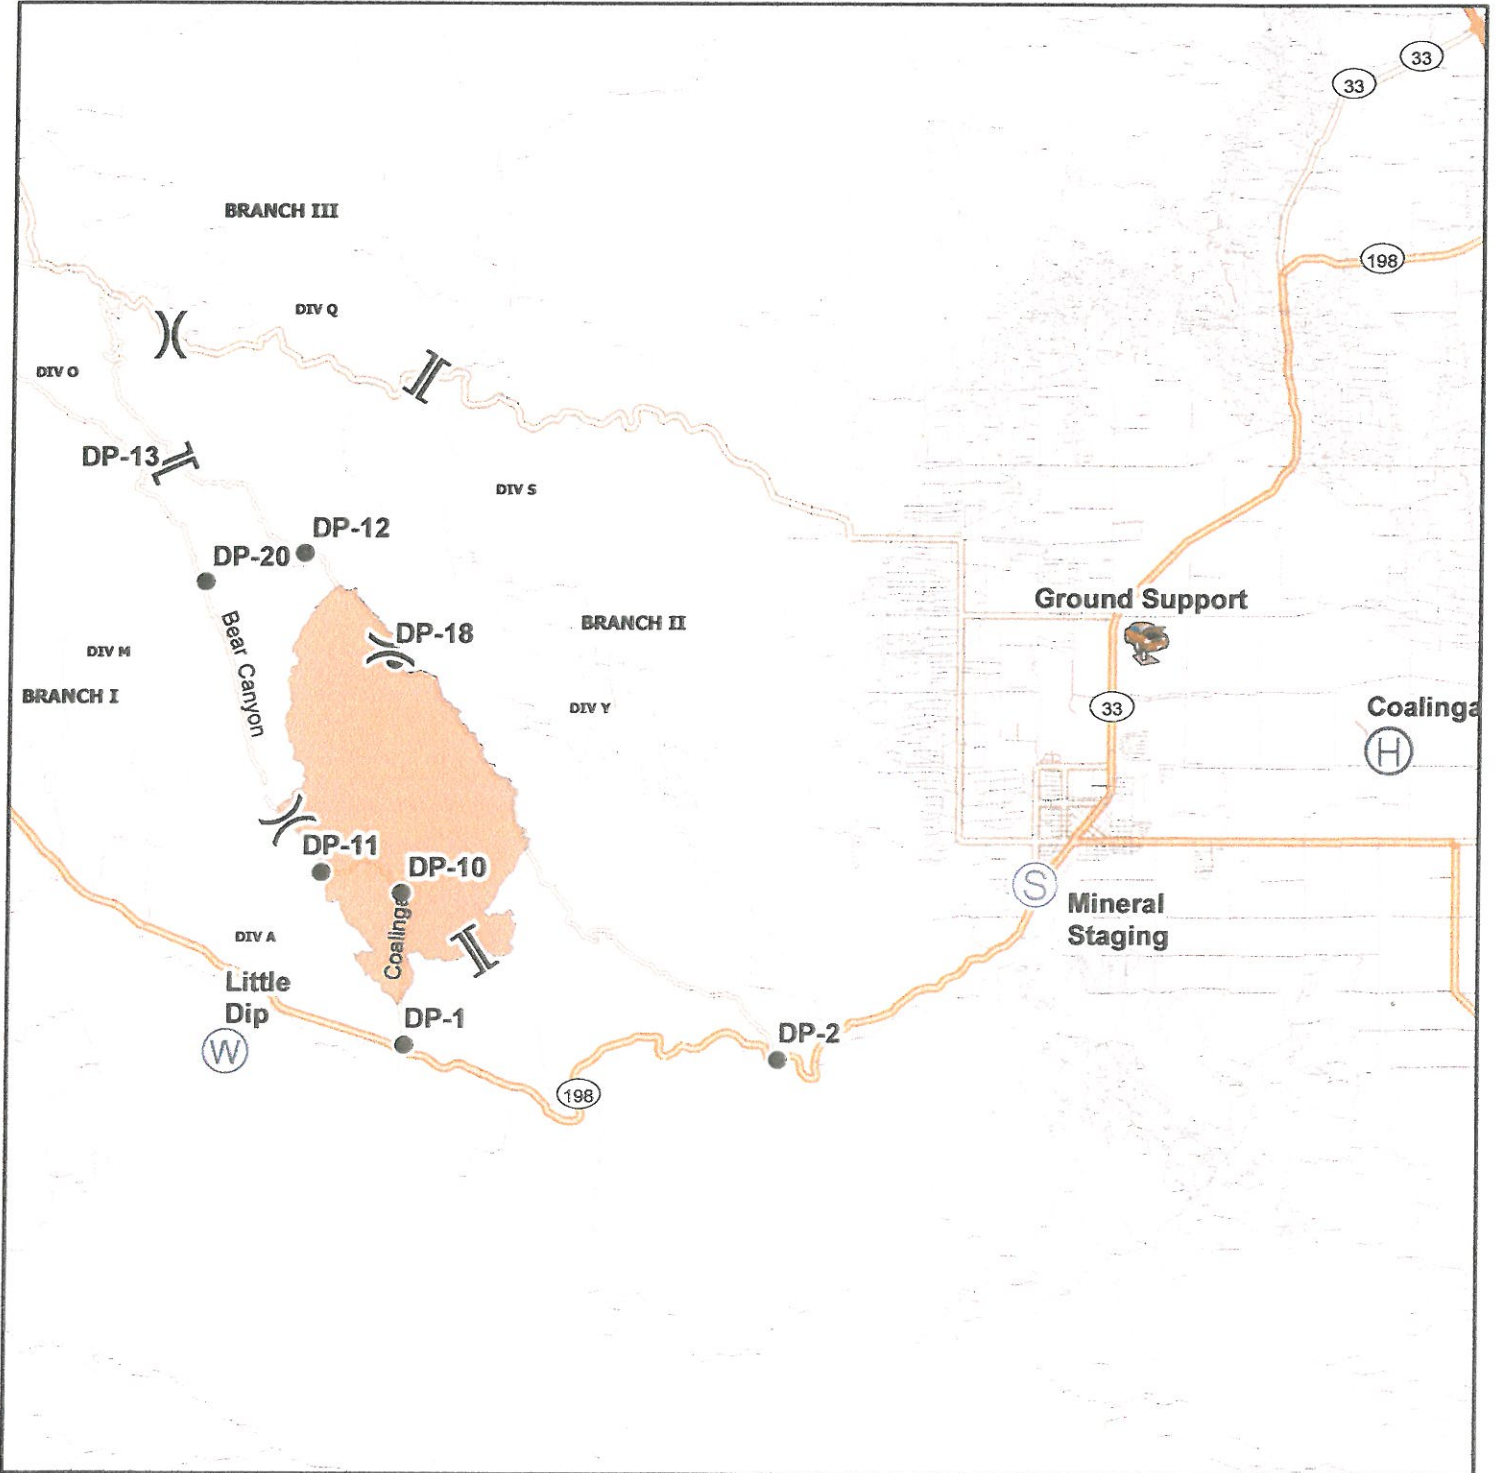 33
33
BRANCH III
198
DIV Q
DIV O
DP-13
DIV S
DP-12
DP-20
Ground Support
Bear Canyon
DP-18
BRANCH II
DIV M
BRANCH I
DIV Y
33
Coalinga
H
DP-11
DP-10
S
Mineral
Staging
Coalinga
DIV A
Little
Dip
DP-1
DP-2
W
198